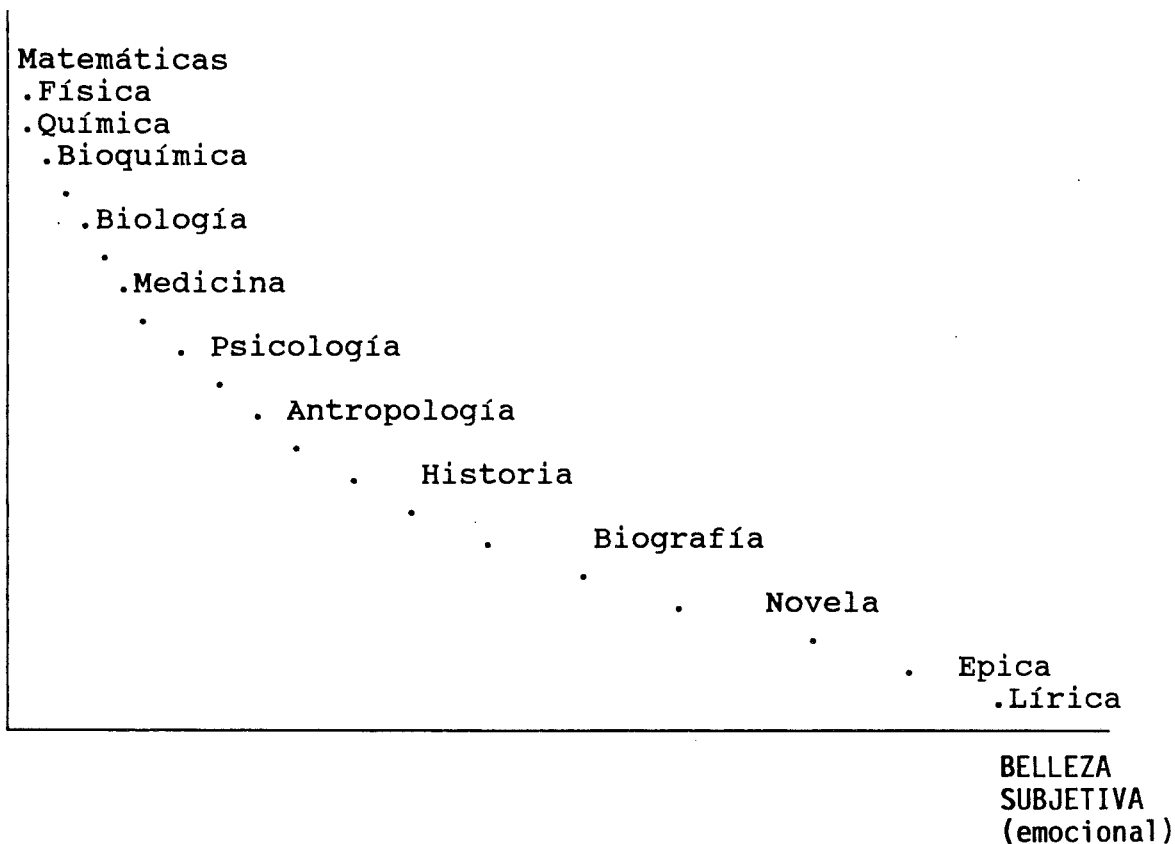 Matemáticas
.Física
.Química
.Bioquímica
.Biología
.Medicina
. Psicología
. Antropología
. Historia
. Biografía
. Novela
. Epica
.Lírica
BELLEZA
SUBJETIVA
(emocional)